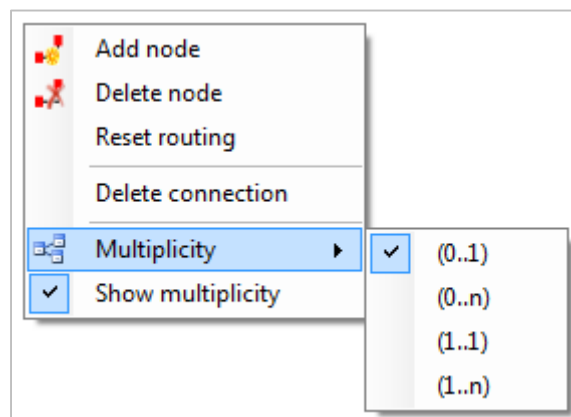 Add node
Delete node
Reset routing
Delete connection
Multiplicity
Show multiplicity
(0..1)
(0..n)
(1..1)
(1..n)